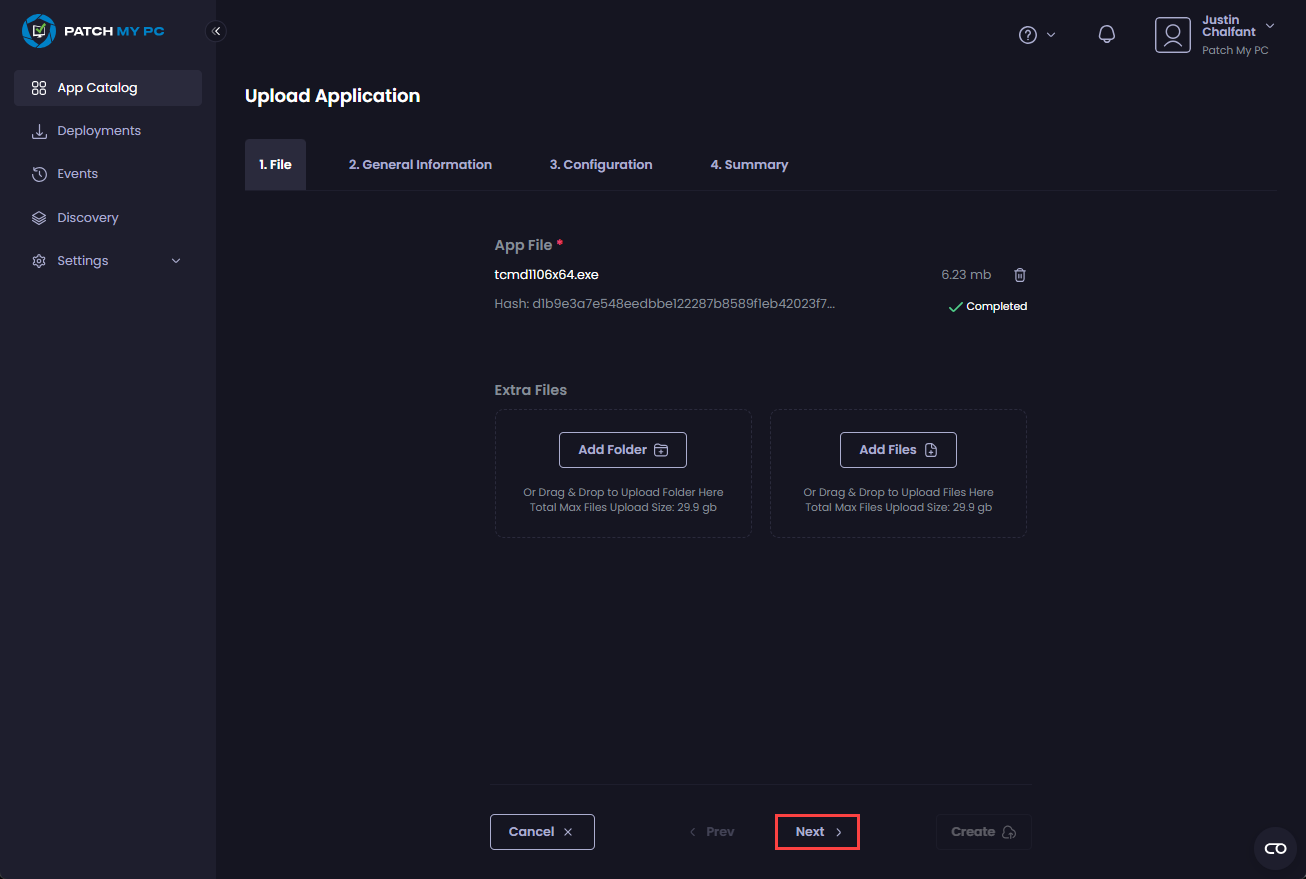 PATCH MY PC
Justin
Chalfant
Patch My PC
App Catalog
Deployments
Events
Discovery
Settings
Upload Application
1. File
2. General Information
3. Configuration
4. Summary
App File *
tcmd1106x64.exe
6.23 mb
Hash: d1b9e3a7e548eedbbe122287b8589f1eb42023f7...
Completed
Extra Files
Add Folder
Or Drag & Drop to Upload Folder Here
Total Max Files Upload Size: 29.9 gb
Add Files
Or Drag & Drop to Upload Files Here
Total Max Files Upload Size: 29.9 gb
Cancel
Prev
Next
Create